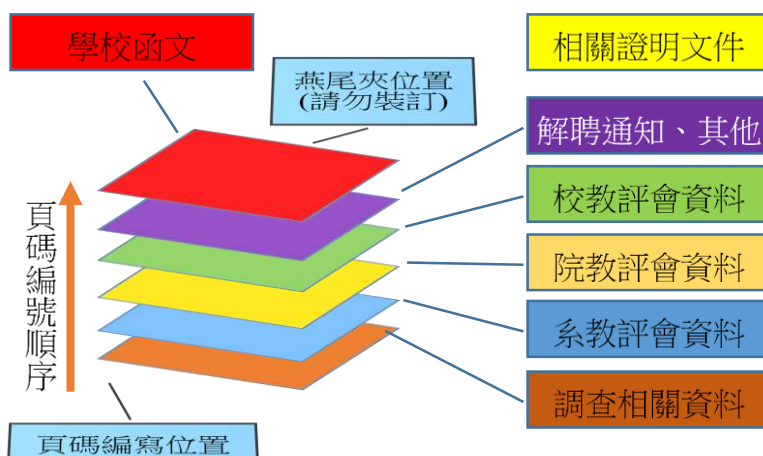 學校函文
相關證明文件
燕尾夾位置
(請勿裝訂)
解聘通知、其他
校教評會資料
院教評會資料
系教評會資料
調查相關資料
頁碼編號順序
頁碼編寫位置